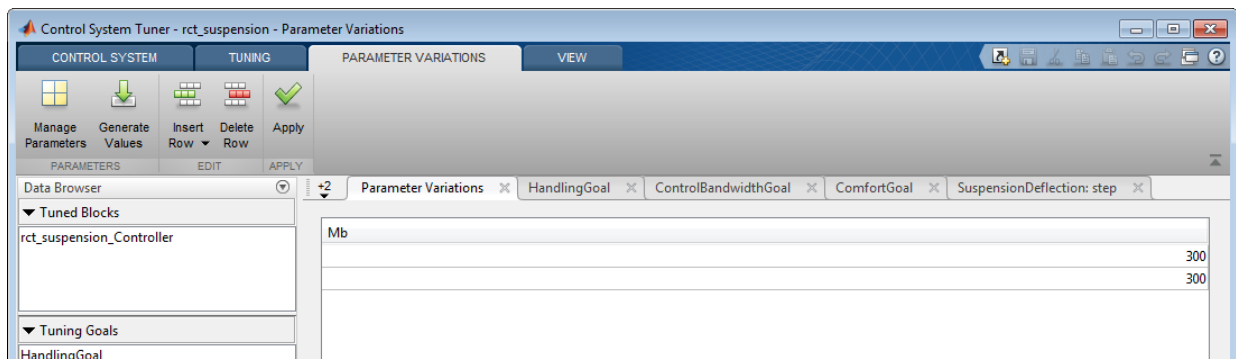 Control System Tuner - rct_suspension - Parameter Variations
CONTROL SYSTEM TUNING PARAMETER VARIATIONS VIEW
Manage Parameters
Generate Values
Insert Row
Delete Row
Apply
PARAMETERS EDIT APPLY
Data Browser
+2 Parameter Variations HandlingGoal ControlBandwidthGoal ComfortGoal SuspensionDeflection: step
Tuned Blocks
rct_suspension_Controller
Mb
300
300
Tuning Goals
HandlingGoal